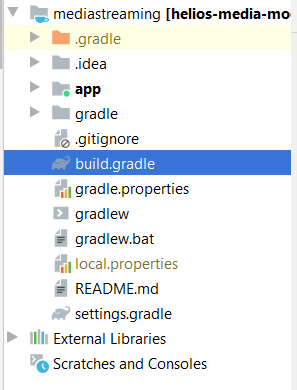 mediastreaming [helios-media-mo
.gradle
.idea
app
gradle
.gitignore
build.gradle
gradle.properties
gradlew
gradlew.bat
local.properties
README.md
settings.gradle
External Libraries
Scratches and Consoles